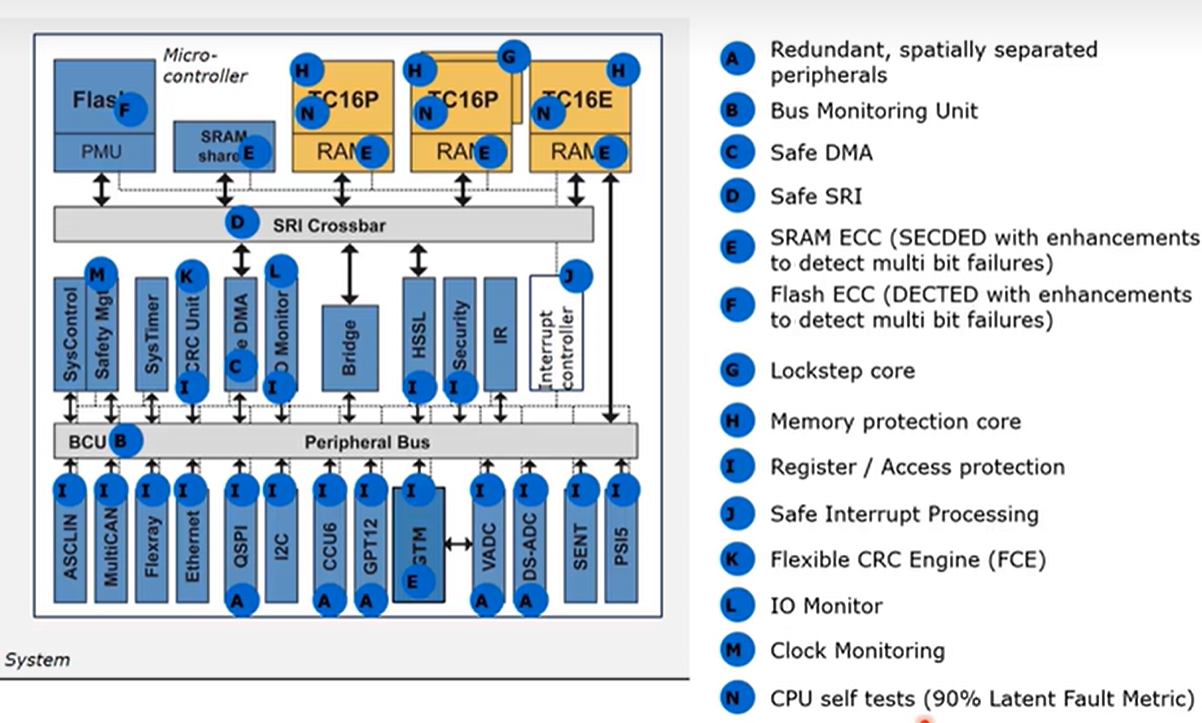 Micro-
controller
H
H
G
H
Flas
F
TC16P
N
TC16P
N
TC16E
N
SRAM
share
E
PMU
RAM
E
RAM
E
RAM
E
D
SRI Crossbar
M
K
L
J
SysControl
Safety Mgt
SysTimer
CRC Unit
I
e DMA
C
O Monitor
I
Bridge
HSSL
I
Security
I
IR
Interrupt
controller
BCU
B
Peripheral Bus
I
I
I
I
I
I
I
I
I
I
I
I
I
ASCLIN
MultiCAN
Flexray
Ethernet
QSPI
I2C
CCU6
GPT12
GTM
E
VADC
DS-ADC
SENT
PSI5
A
A
A
A
A
System
A
Redundant, spatially separated
peripherals
B
Bus Monitoring Unit
C
Safe DMA
D
Safe SRI
E
SRAM ECC (SECDED with enhancements
to detect multi bit failures)
F
Flash ECC (DECTED with enhancements
to detect multi bit failures)
G
Lockstep core
H
Memory protection core
I
Register / Access protection
J
Safe Interrupt Processing
K
Flexible CRC Engine (FCE)
L
IO Monitor
M
Clock Monitoring
N
CPU self tests (90% Latent Fault Metric)